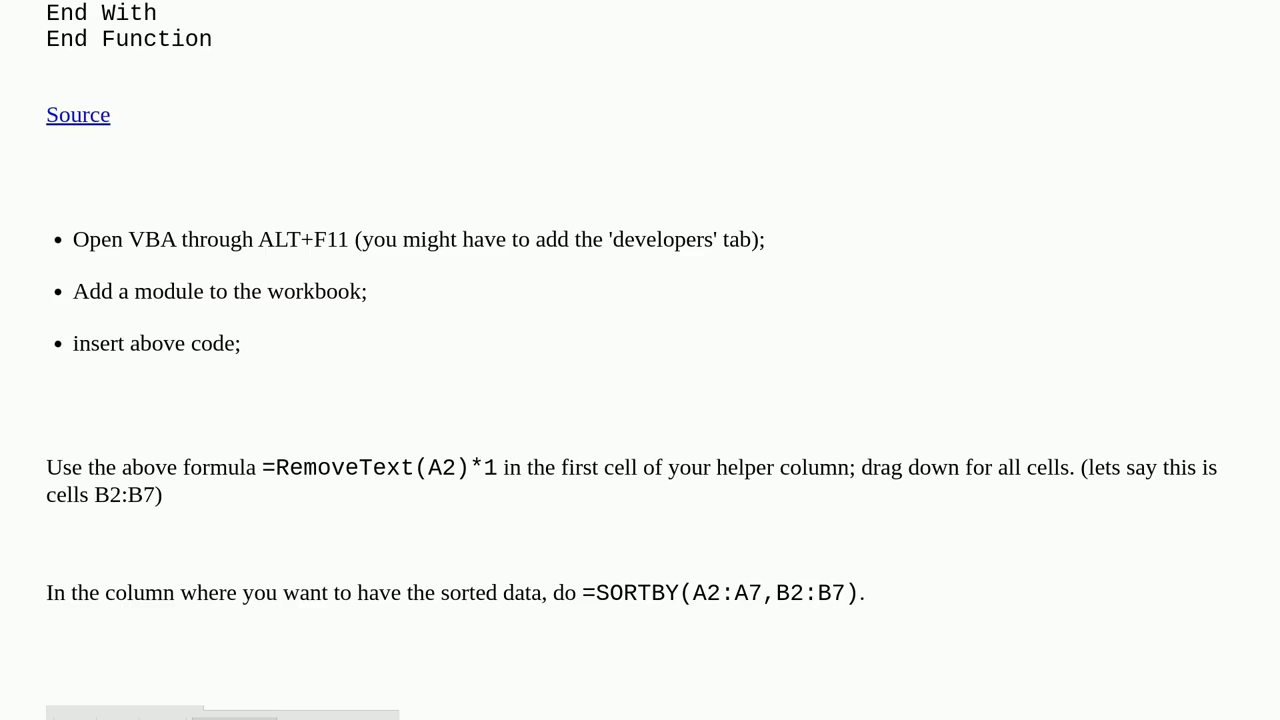 End With
End Function
Source
Open VBA through ALT+F11 (you might have to add the 'developers' tab);
Add a module to the workbook;
insert above code;
Use the above formula =RemoveText(A2)*1 in the first cell of your helper column; drag down for all cells. (lets say this is
cells B2:B7)
In the column where you want to have the sorted data, do =SORTBY(A2:A7,B2:B7).